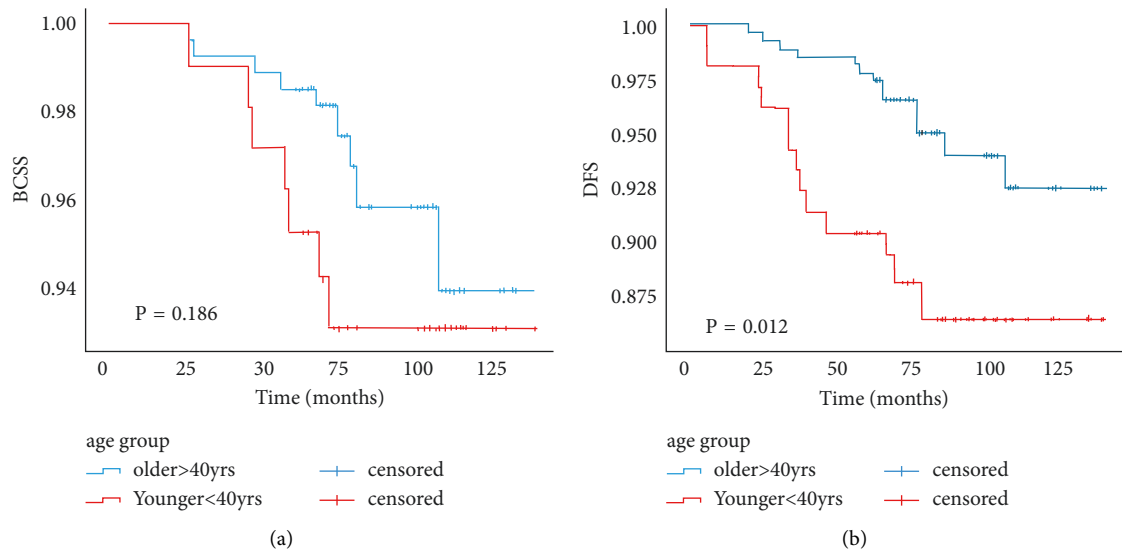 1.00
0.98
0.96
0.94
BCSS
P = 0.186
0 25 30 75 100 125
Time (months)
age group
older>40yrs censored
Younger<40yrs censored
(a)
1.00
0.975
0.950
0.928
0.900
0.875
DFS
P = 0.012
0 25 50 75 100 125
Time (months)
age group
older>40yrs censored
Younger<40yrs censored
(b)